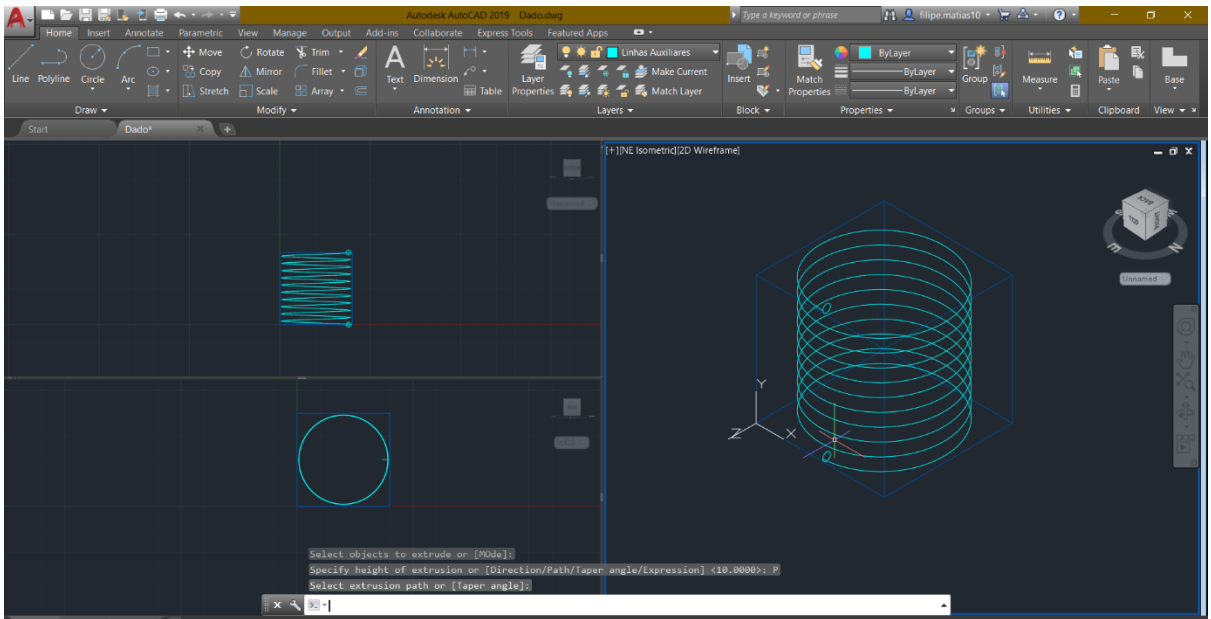 Autodesk AutoCAD 2019 Dado.dwg
Type a keyword or phrase
filipe.matias10
Home Insert Annotate Parametric View Manage Output Add-ins Collaborate Express Tools Featured Apps
Move Rotate Trim Linhas Auxiliares ByLayer
Line Polyline Circle Arc Copy Mirror Fillet Text Dimension Layer Properties Make Current Insert Match Properties ByLayer Group Measure Paste Base
Stretch Scale Array Table Match Layer ByLayer
Draw Modify Annotation Layers Block Properties Groups Utilities Clipboard View
Start Dado* +
[+][NE Isometric][2D Wireframe]
BACK
TOP
Unnamed
Unnamed
Y
Z X
WCS
Select objects to extrude or [MOde]:
Specify height of extrusion or [Direction/Path/Taper angle/Expression] <10.0000>: P
Select extrusion path or [Taper angle]: